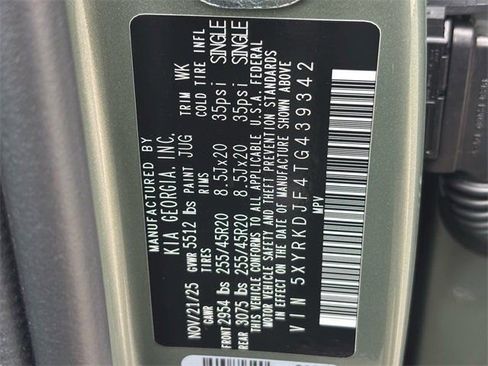 MANUFACTURED BY
KIA GEORGIA, INC.
NOV/21/25 GVWR 5512 lbs PAINT JUG TRIM WK
GAWR TIRES RIMS COLD TIRE INFL
FRONT 2954 lbs 255/45R20 8.5Jx20 35psi SINGLE
REAR 3075 lbs 255/45R20 8.5Jx20 35psi SINGLE
THIS VEHICLE CONFORMS TO ALL APPLICABLE U.S.A. FEDERAL
MOTOR VEHICLE SAFETY AND THEFT PREVENTION STANDARDS
IN EFFECT ON THE DATE OF MANUFACTURE SHOWN ABOVE
VIN 5XYRKDJF4TG439342
MPV